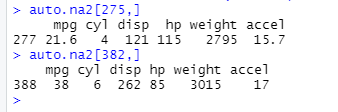 > auto.na2[275,]
mpg cyl disp hp weight accel
277 21.6 4 121 115 2795 15.7
> auto.na2[382,]
mpg cyl disp hp weight accel
388 38 6 262 85 3015 17
>